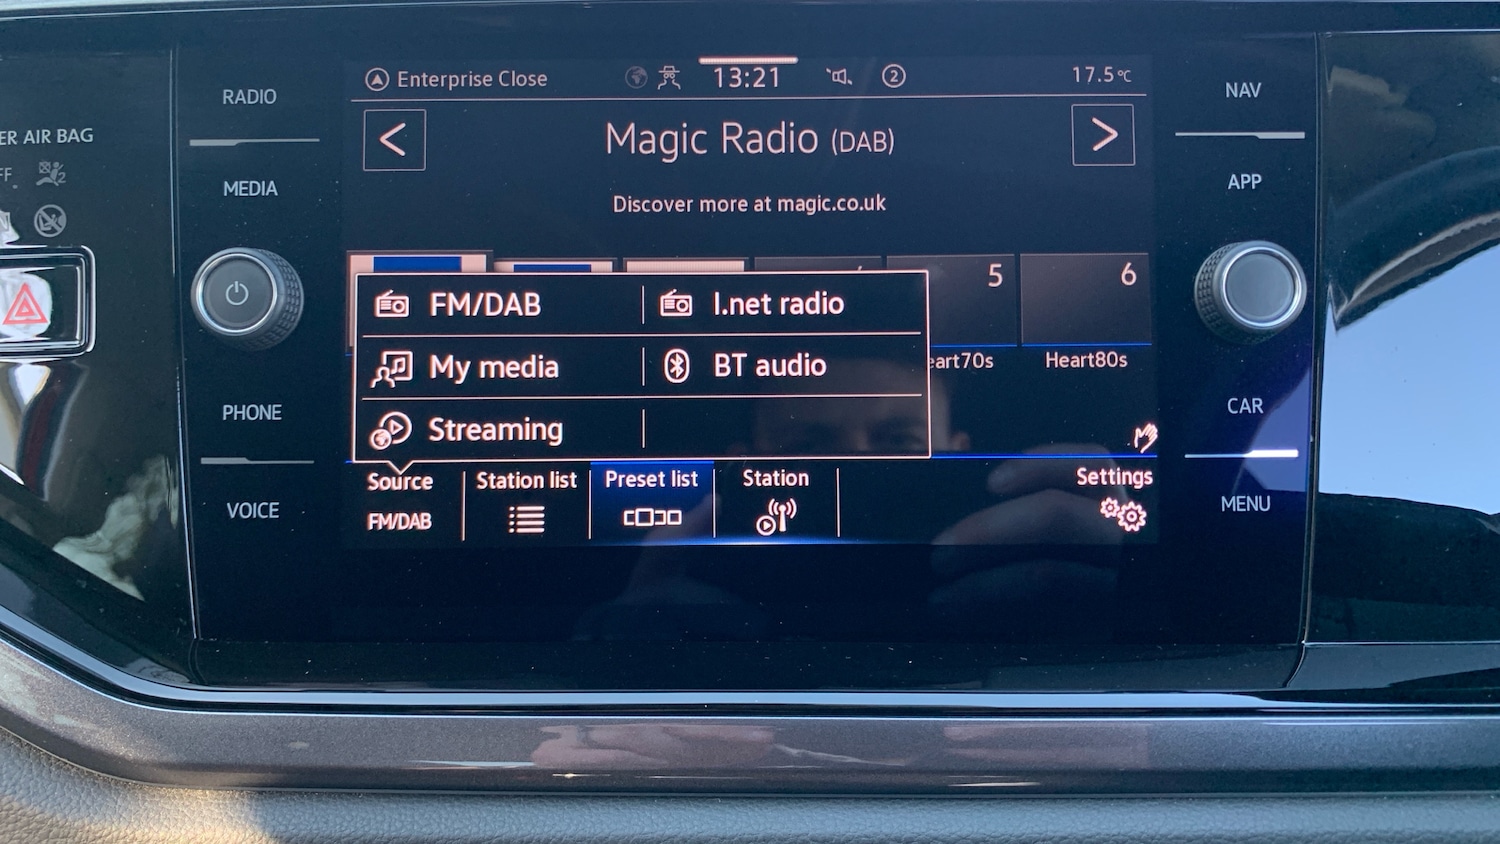 ER AIR BAG
FF
RADIO
MEDIA
PHONE
VOICE
Enterprise Close
13:21
2
17.5°C
<
Magic Radio (DAB)
>
Discover more at magic.co.uk
5
6
eart70s
Heart80s
FM/DAB
I.net radio
My media
BT audio
Streaming
Source
FM/DAB
Station list
Preset list
Station
Settings
NAV
APP
CAR
MENU